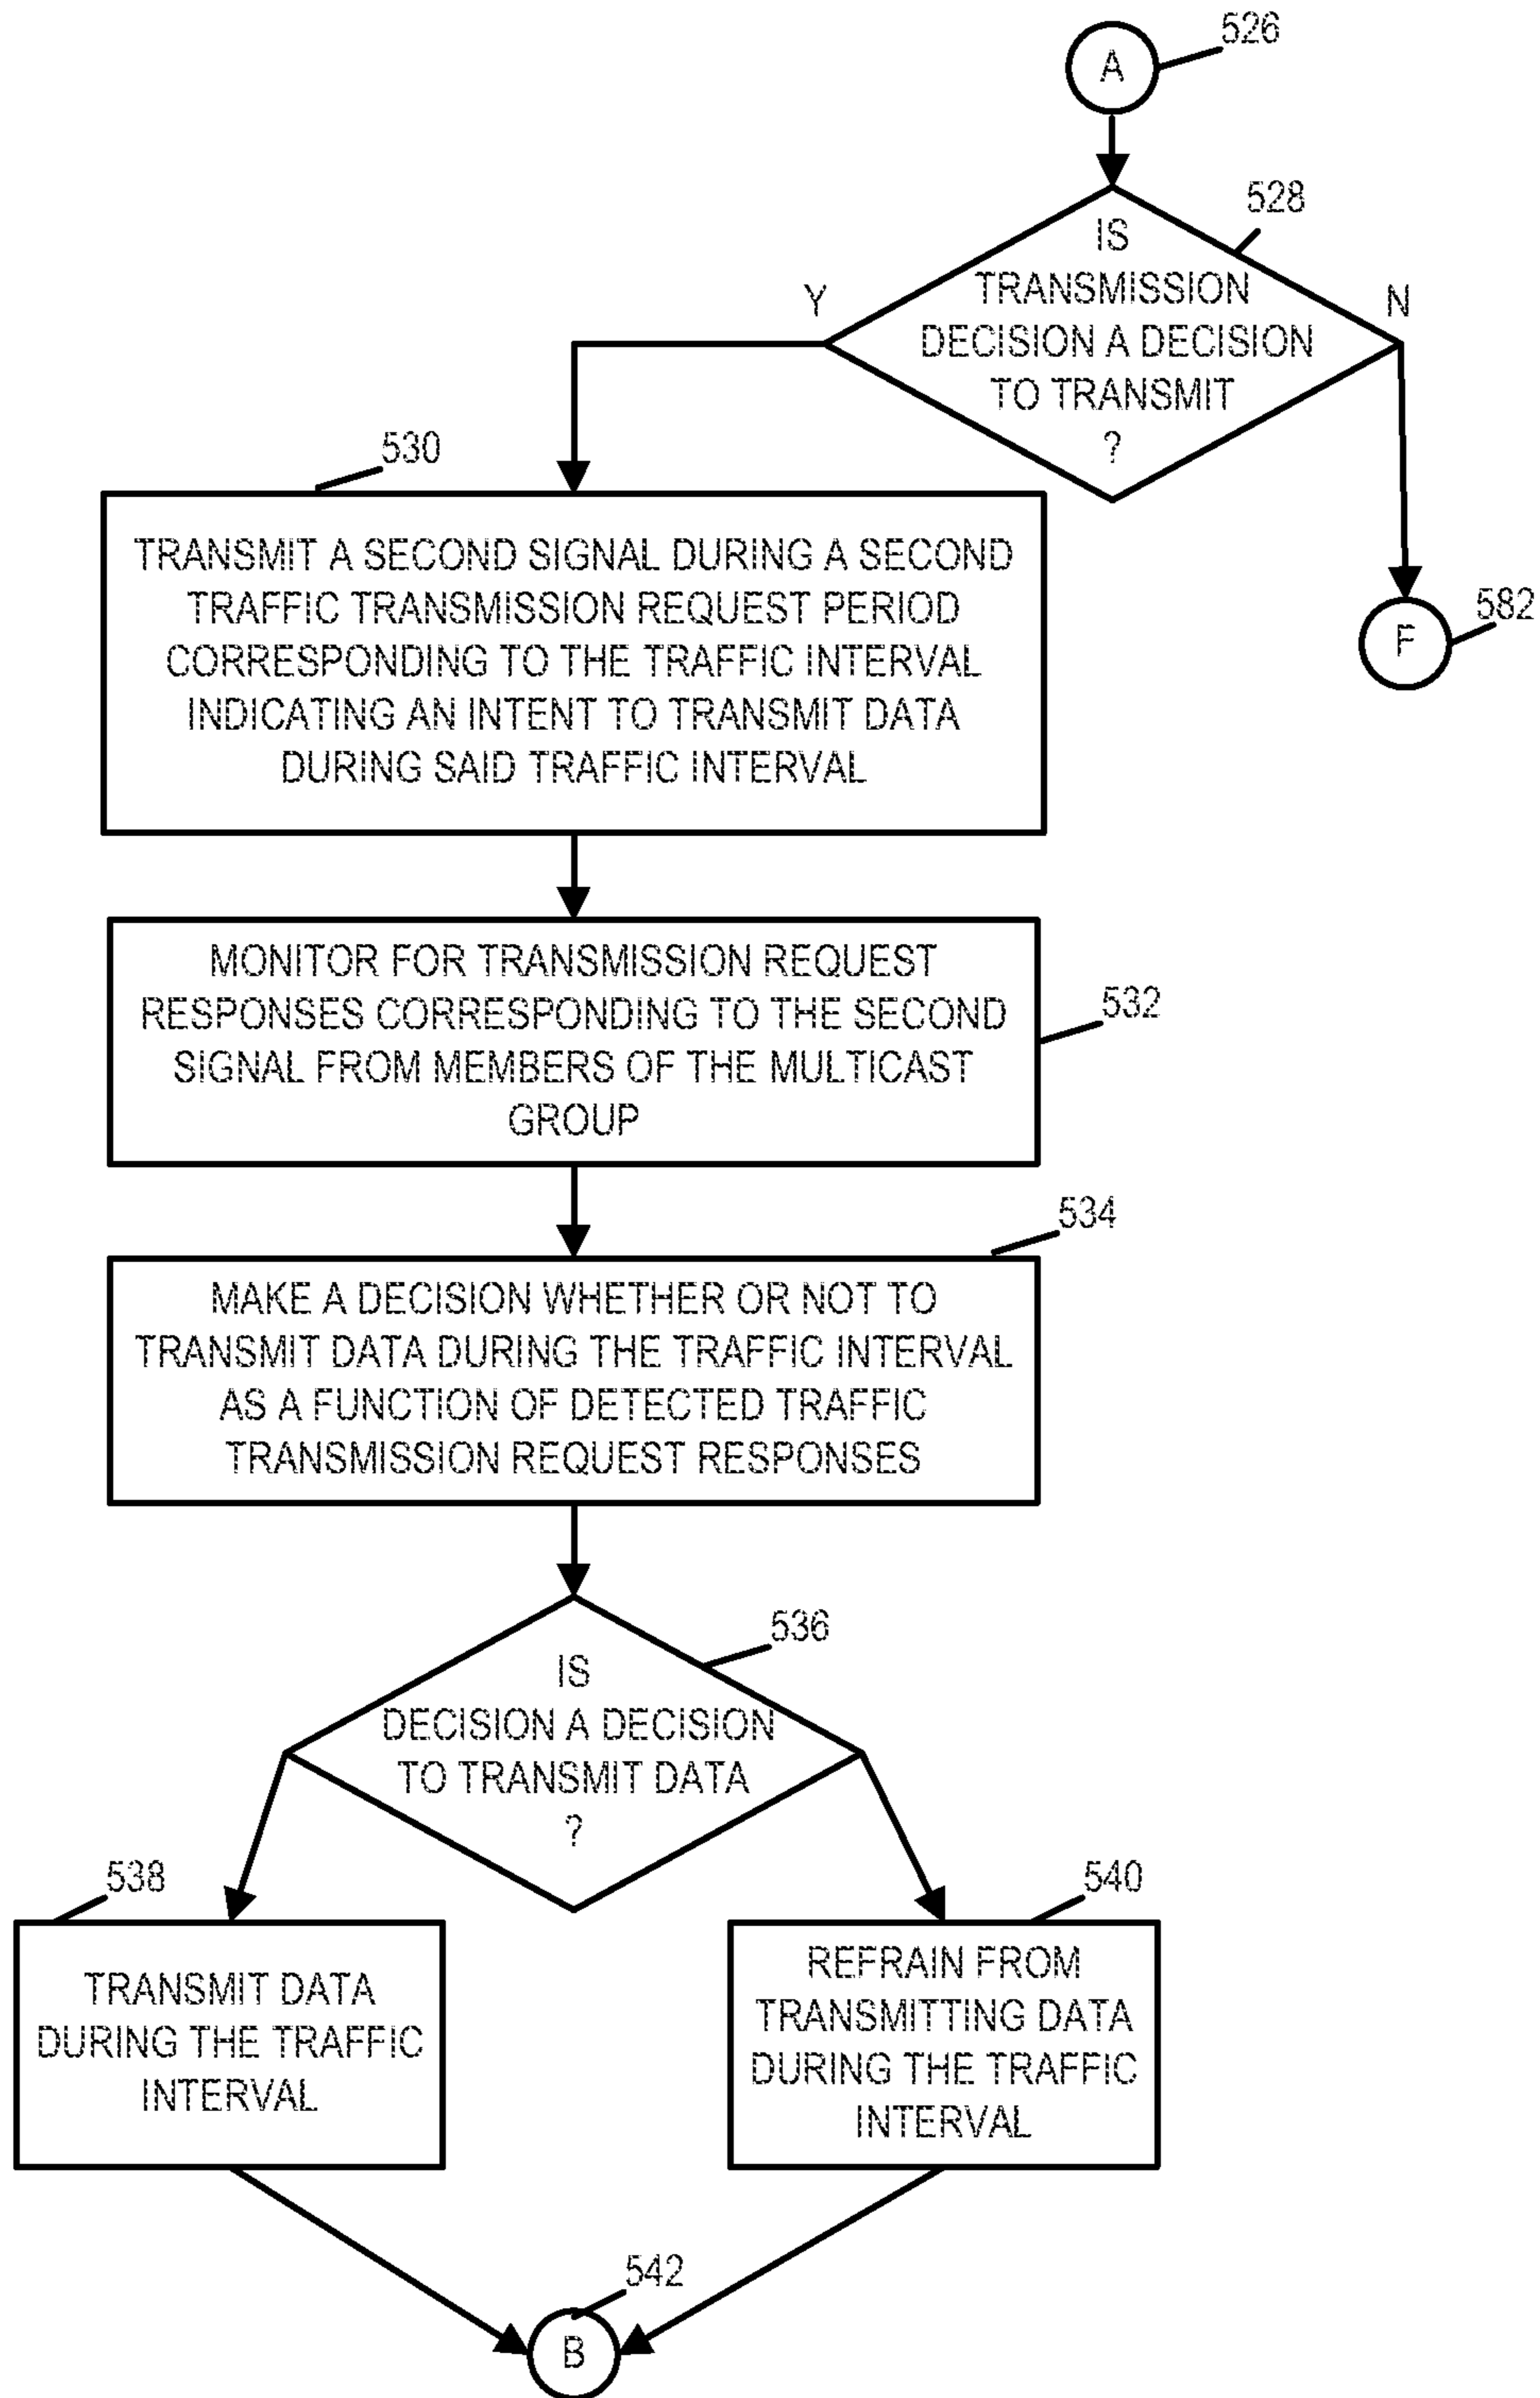 A
526
528
IS
TRANSMISSION
DECISION A DECISION
TO TRANSMIT
?
Y
N
530
TRANSMIT A SECOND SIGNAL DURING A SECOND
TRAFFIC TRANSMISSION REQUEST PERIOD
CORRESPONDING TO THE TRAFFIC INTERVAL
INDICATING AN INTENT TO TRANSMIT DATA
DURING SAID TRAFFIC INTERVAL
F
582
MONITOR FOR TRANSMISSION REQUEST
RESPONSES CORRESPONDING TO THE SECOND
SIGNAL FROM MEMBERS OF THE MULTICAST
GROUP
532
534
MAKE A DECISION WHETHER OR NOT TO
TRANSMIT DATA DURING THE TRAFFIC INTERVAL
AS A FUNCTION OF DETECTED TRAFFIC
TRANSMISSION REQUEST RESPONSES
536
IS
DECISION A DECISION
TO TRANSMIT DATA
?
538
TRANSMIT DATA
DURING THE TRAFFIC
INTERVAL
540
REFRAIN FROM
TRANSMITTING DATA
DURING THE TRAFFIC
INTERVAL
542
B